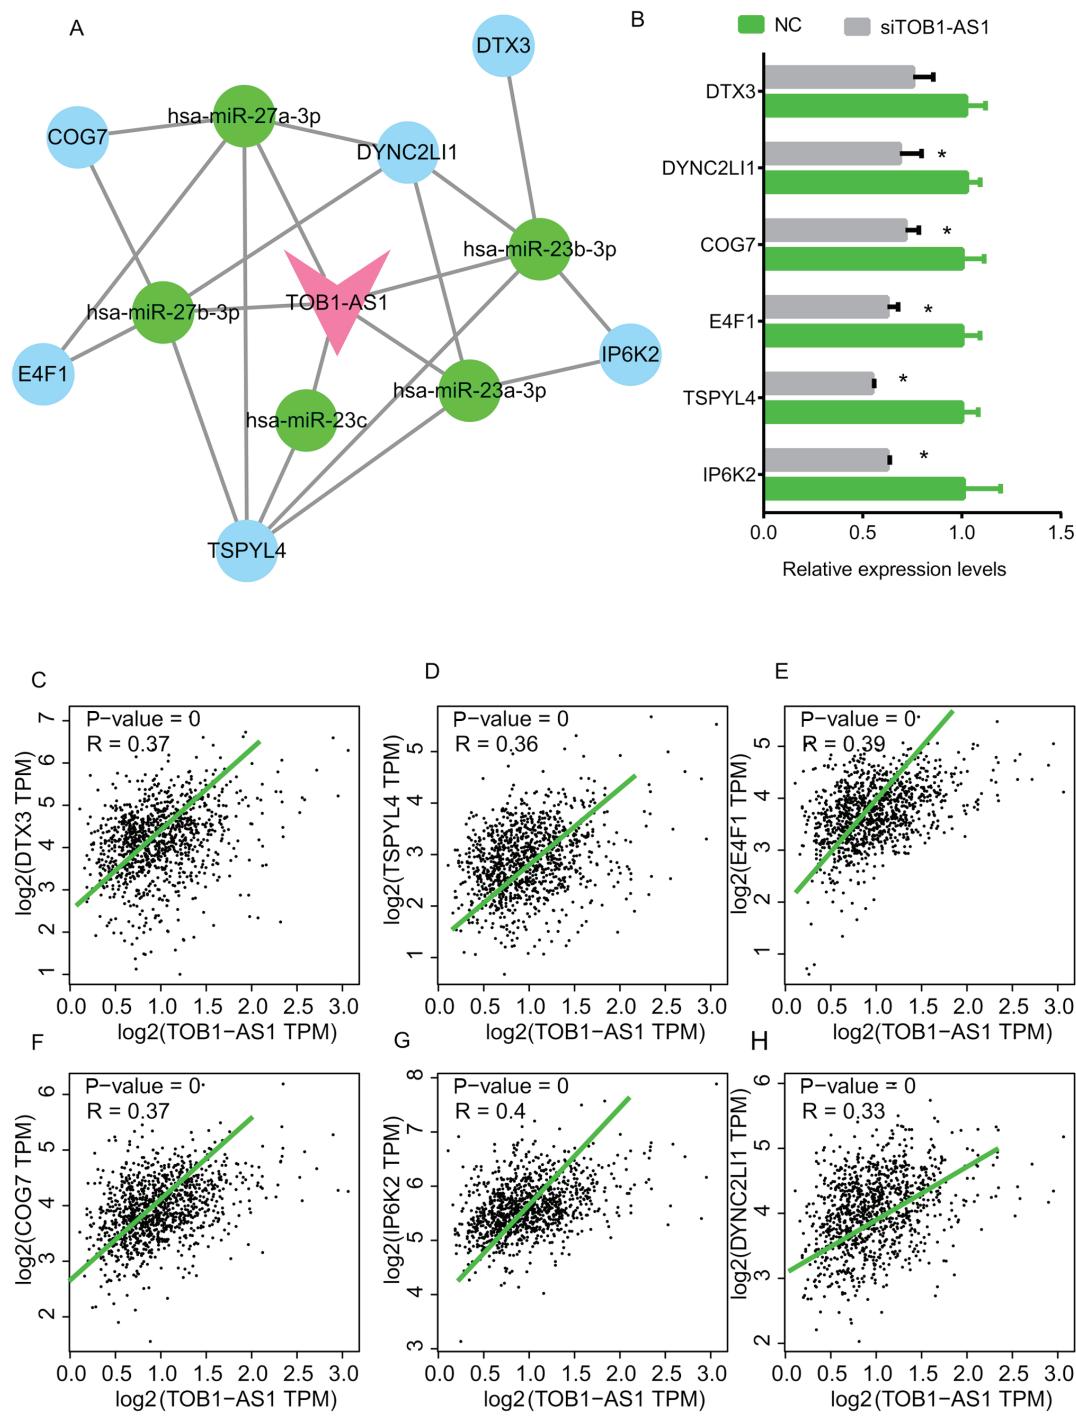 A
DTX3
hsa-miR-27a-3p
COG7
DYNC2LI1
hsa-miR-23b-3p
TOB1-AS1
hsa-miR-27b-3p
IP6K2
E4F1
hsa-miR-23a-3p
hsa-miR-23c
TSPYL4
B
NC siTOB1-AS1
DTX3
DYNC2LI1 *
COG7 *
E4F1 *
TSPYL4 *
IP6K2 *
0.0 0.5 1.0 1.5
Relative expression levels
C
P-value = 0
R = 0.37
log2(DTX3 TPM)
7
6
5
4
3
2
1
0.0 0.5 1.0 1.5 2.0 2.5 3.0
log2(TOB1-AS1 TPM)
D
P-value = 0
R = 0.36
log2(TSPYL4 TPM)
5
4
3
2
1
0.0 0.5 1.0 1.5 2.0 2.5 3.0
log2(TOB1-AS1 TPM)
E
P-value = 0
R = 0.39
log2(E4F1 TPM)
5
4
3
2
1
0.0 0.5 1.0 1.5 2.0 2.5 3.0
log2(TOB1-AS1 TPM)
F
P-value = 0
R = 0.37
log2(COG7 TPM)
6
5
4
3
2
0.0 0.5 1.0 1.5 2.0 2.5 3.0
log2(TOB1-AS1 TPM)
G
P-value = 0
R = 0.4
log2(IP6K2 TPM)
8
7
6
5
4
3
0.0 0.5 1.0 1.5 2.0 2.5 3.0
log2(TOB1-AS1 TPM)
H
P-value = 0
R = 0.33
log2(DYNC2LI1 TPM)
6
5
4
3
2
0.0 0.5 1.0 1.5 2.0 2.5 3.0
log2(TOB1-AS1 TPM)